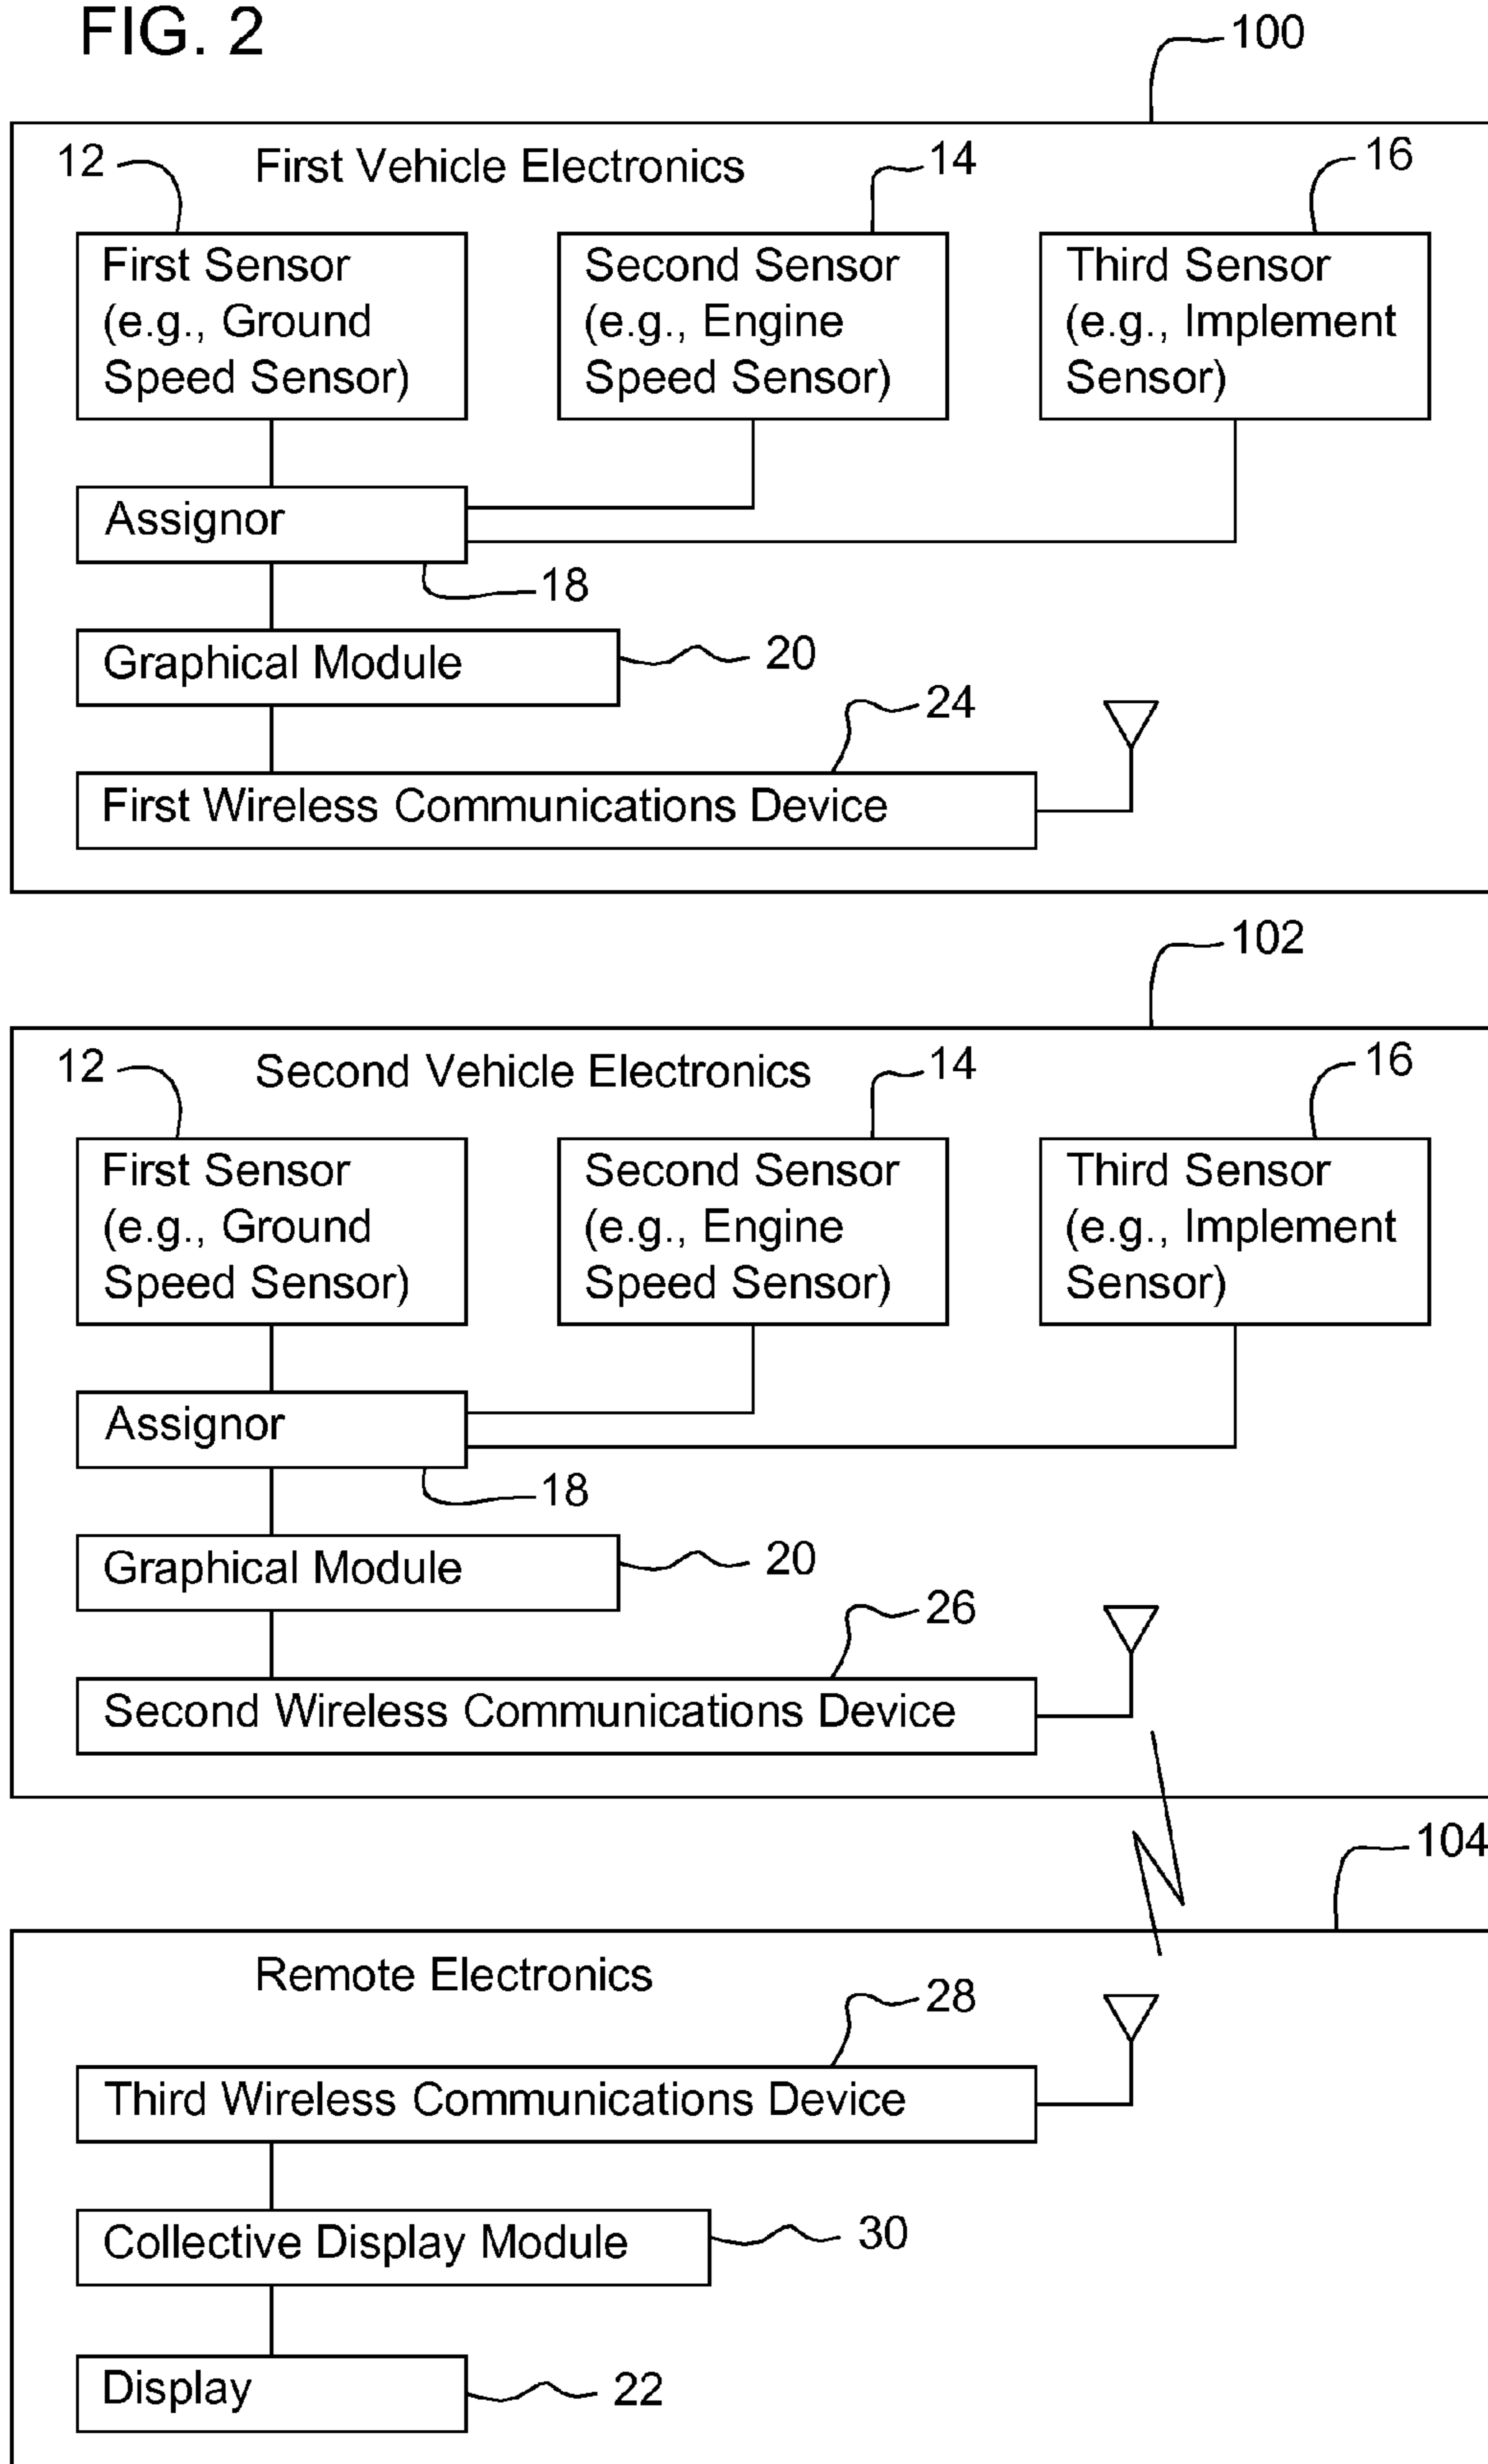 FIG. 2
100
12
First Vehicle Electronics
14
16
First Sensor
(e.g., Ground
Speed Sensor)
Second Sensor
(e.g., Engine
Speed Sensor)
Third Sensor
(e.g., Implement
Sensor)
Assignor
18
Graphical Module
20
24
First Wireless Communications Device
102
12
Second Vehicle Electronics
14
16
First Sensor
(e.g., Ground
Speed Sensor)
Second Sensor
(e.g., Engine
Speed Sensor)
Third Sensor
(e.g., Implement
Sensor)
Assignor
18
Graphical Module
20
26
Second Wireless Communications Device
104
Remote Electronics
28
Third Wireless Communications Device
Collective Display Module
30
Display
22